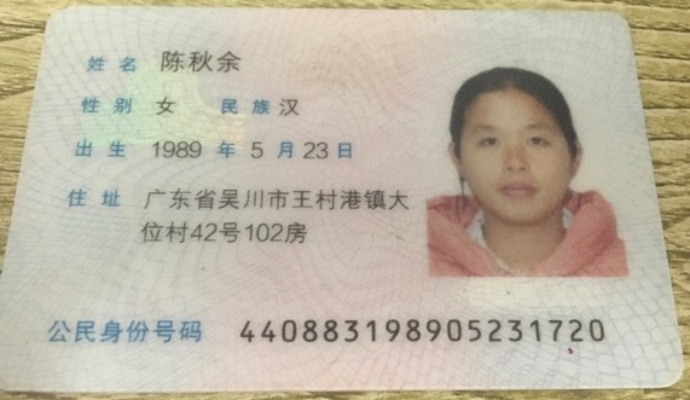 姓名 陈秋余
性别 女 民族 汉
出生 1989 年 5 月 23 日
住址 广东省吴川市王村港镇大
位村42号102房
公民身份号码 440883198905231720